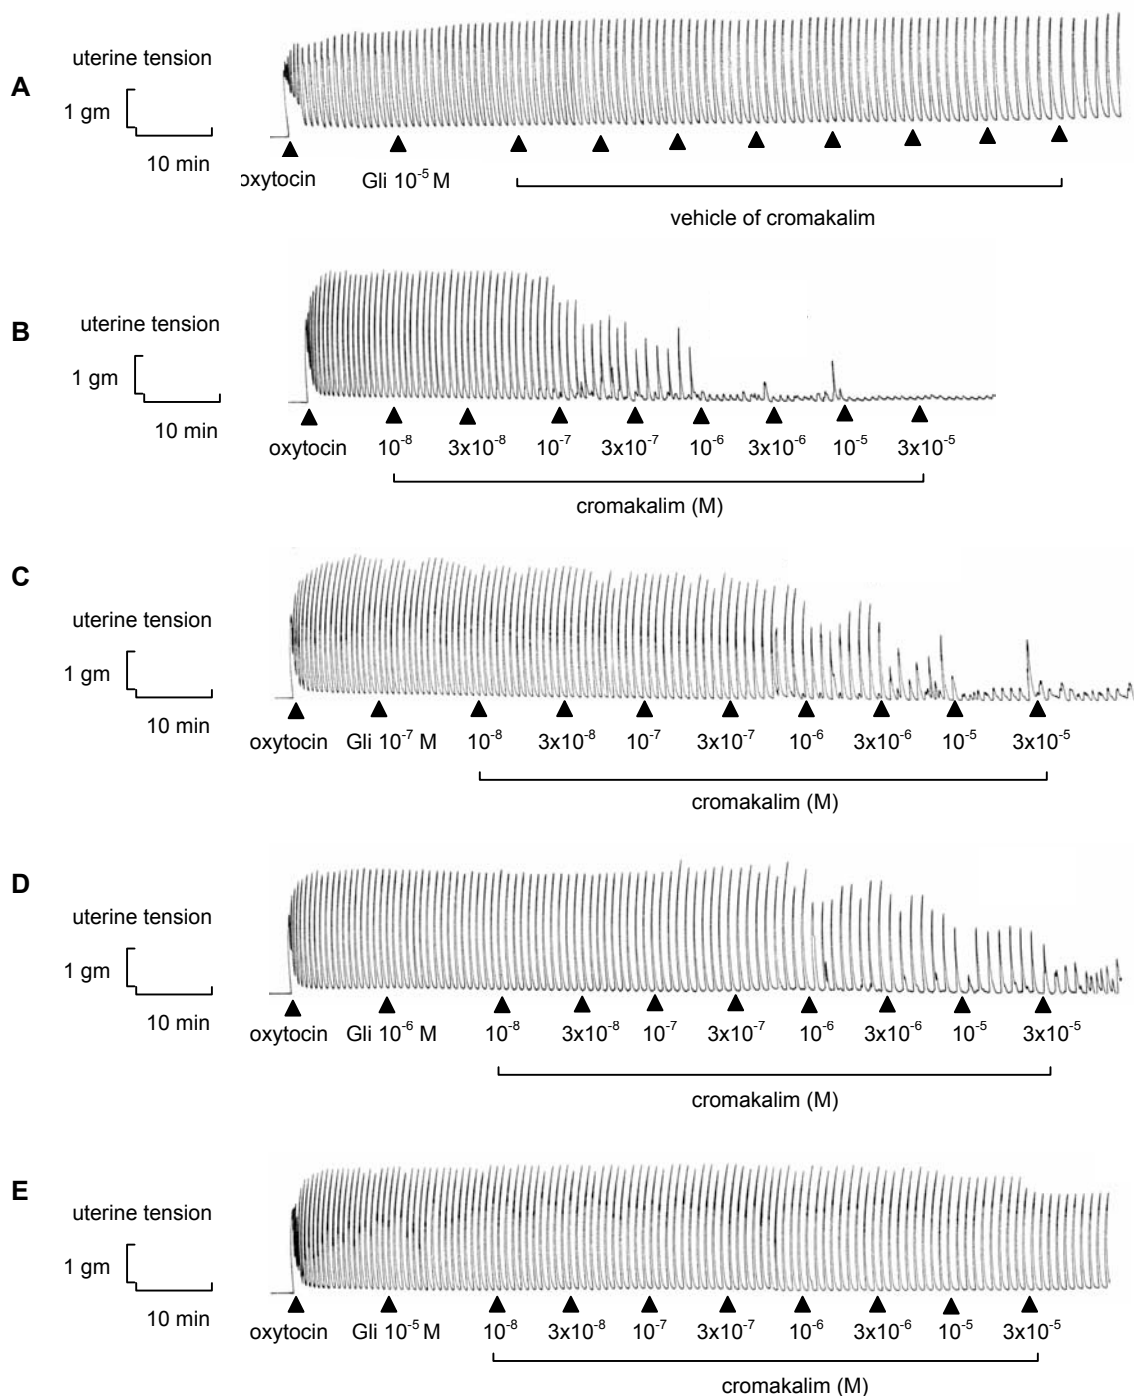 A
uterine tension
1 gm
10 min
oxytocin
Gli 10⁻⁵ M
vehicle of cromakalim
B
uterine tension
1 gm
10 min
oxytocin 10⁻⁸ 3x10⁻⁸ 10⁻⁷ 3x10⁻⁷ 10⁻⁶ 3x10⁻⁶ 10⁻⁵ 3x10⁻⁵
cromakalim (M)
C
uterine tension
1 gm
10 min
oxytocin Gli 10⁻⁷ M 10⁻⁸ 3x10⁻⁸ 10⁻⁷ 3x10⁻⁷ 10⁻⁶ 3x10⁻⁶ 10⁻⁵ 3x10⁻⁵
cromakalim (M)
D
uterine tension
1 gm
10 min
oxytocin Gli 10⁻⁶ M 10⁻⁸ 3x10⁻⁸ 10⁻⁷ 3x10⁻⁷ 10⁻⁶ 3x10⁻⁶ 10⁻⁵ 3x10⁻⁵
cromakalim (M)
E
uterine tension
1 gm
10 min
oxytocin Gli 10⁻⁵ M 10⁻⁸ 3x10⁻⁸ 10⁻⁷ 3x10⁻⁷ 10⁻⁶ 3x10⁻⁶ 10⁻⁵ 3x10⁻⁵
cromakalim (M)